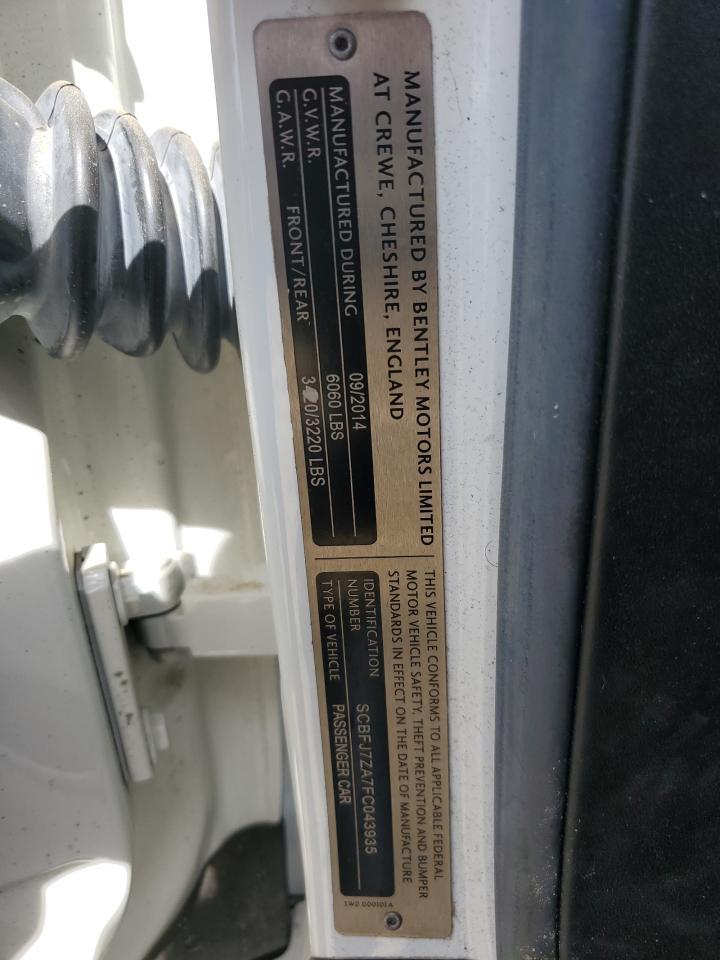 MANUFACTURED BY BENTLEY MOTORS LIMITED
AT CREWE, CHESHIRE, ENGLAND
MANUFACTURED DURING 09/2014
G.V.W.R. 6060 LBS
G.A.W.R. FRONT/REAR LBS
THIS VEHICLE CONFORMS TO ALL APPLICABLE FEDERAL
MOTOR VEHICLE SAFETY, THEFT PREVENTION AND BUMPER
STANDARDS IN EFFECT ON THE DATE OF MANUFACTURE
IDENTIFICATION
NUMBER SCBFJ7ZA7FC043935
TYPE OF VEHICLE PASSENGER CAR
3W0 000101A